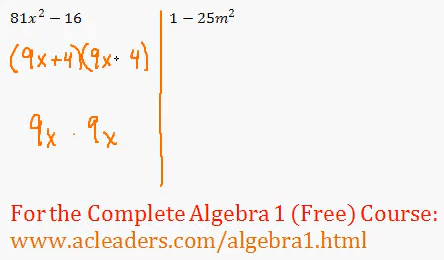 81x² − 16
1 − 25m²
(9x+4)(9x+ 4)
9x · 9x
For the Complete Algebra 1 (Free) Course:
www.acleaders.com/algebra1.html